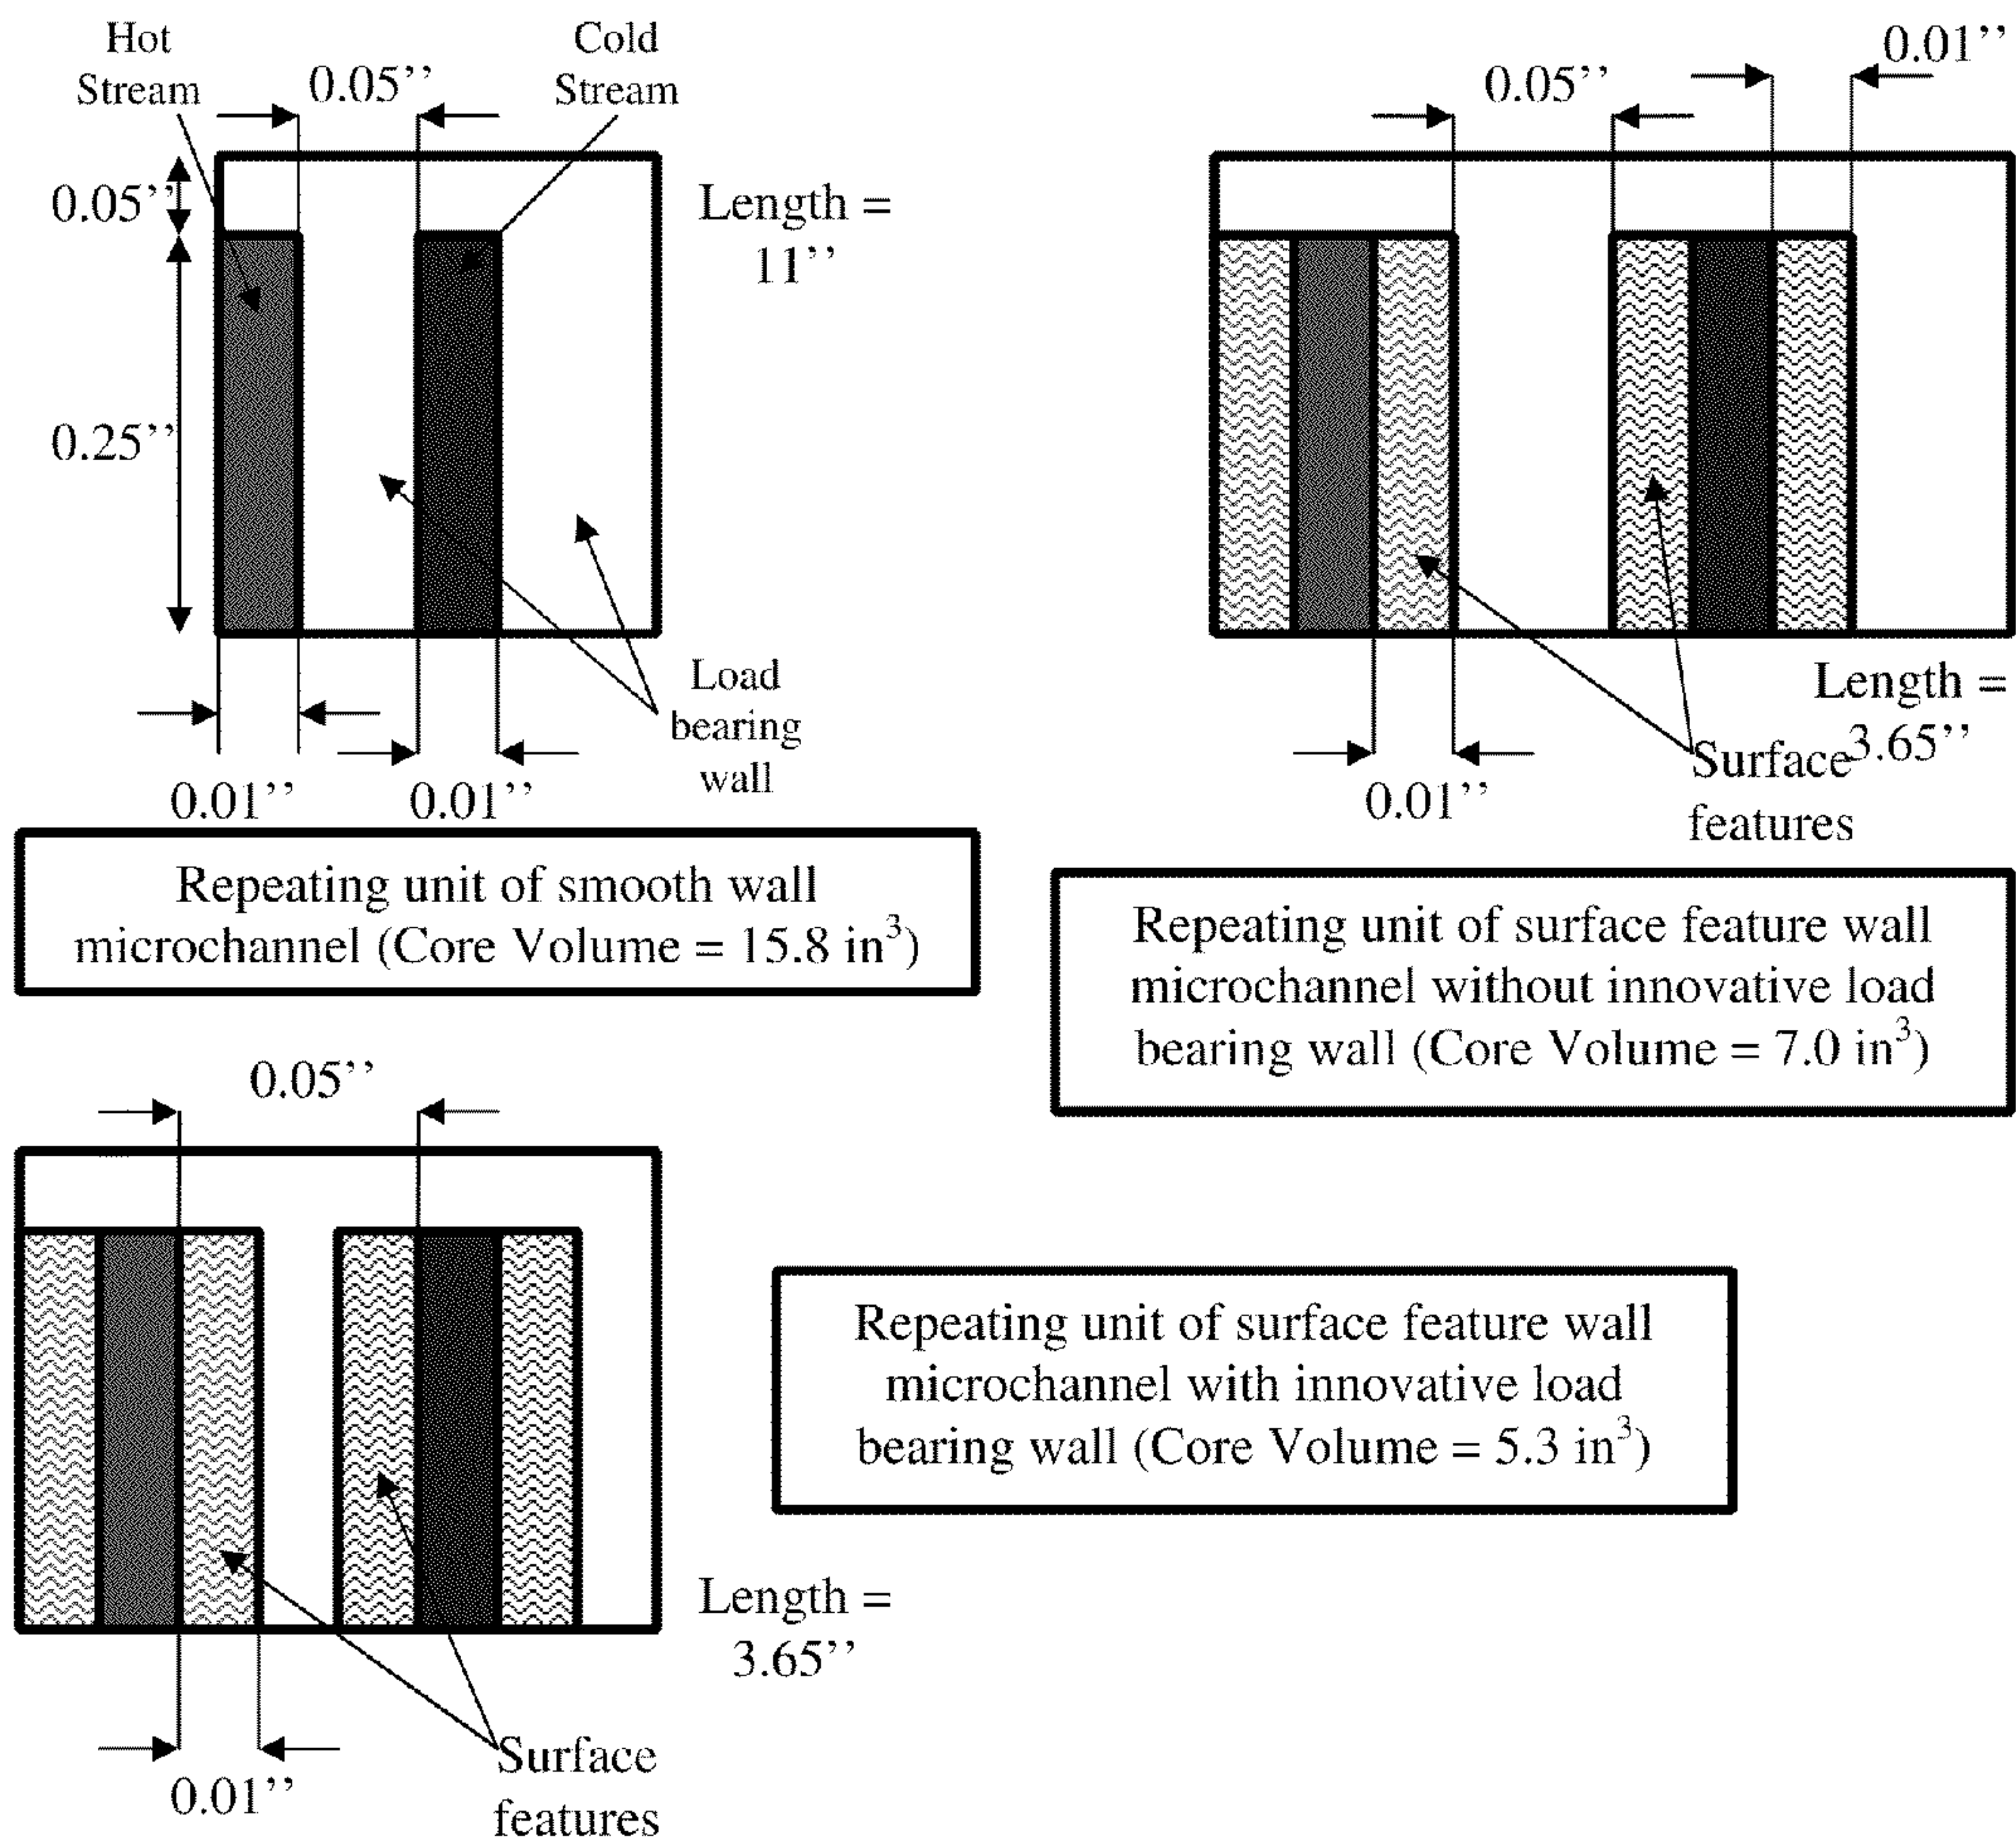 Hot
Stream
0.05’’
Cold
Stream
0.05’’
0.25’’
Length =
11’’
Load
bearing
wall
0.01’’
0.01’’
Repeating unit of smooth wall
microchannel (Core Volume = 15.8 in³)
0.05’’
0.01’’
Length =
3.65’’
Surface
features
0.01’’
Repeating unit of surface feature wall
microchannel without innovative load
bearing wall (Core Volume = 7.0 in³)
0.05’’
Length =
3.65’’
Surface
features
0.01’’
Repeating unit of surface feature wall
microchannel with innovative load
bearing wall (Core Volume = 5.3 in³)